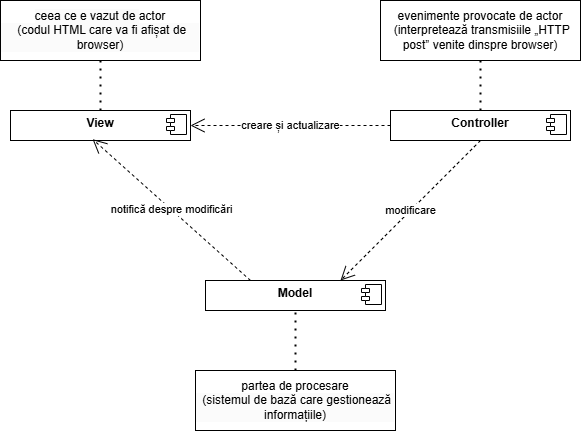 ceea ce e vazut de actor
(codul HTML care va fi afișat de
browser)
evenimente provocate de actor
(interpretează transmisiile „HTTP
post” venite dinspre browser)
View
creare și actualizare
Controller
notifică despre modificări
modificare
Model
partea de procesare
(sistemul de bază care gestionează
informațiile)